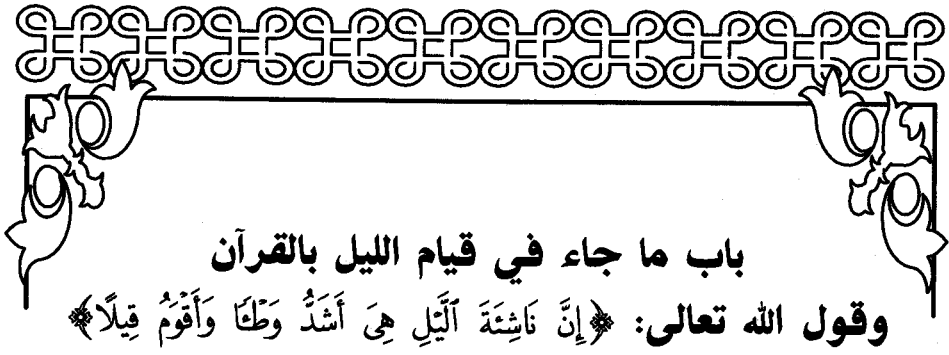 باب ما جاء في قيام الليل بالقرآن
وقول الله تعالى: ﴿إِنَّ نَاشِئَةَ ٱلَّيْلِ هِىَ أَشَدُّ وَطْـًٔا وَأَقْوَمُ قِيلًا﴾